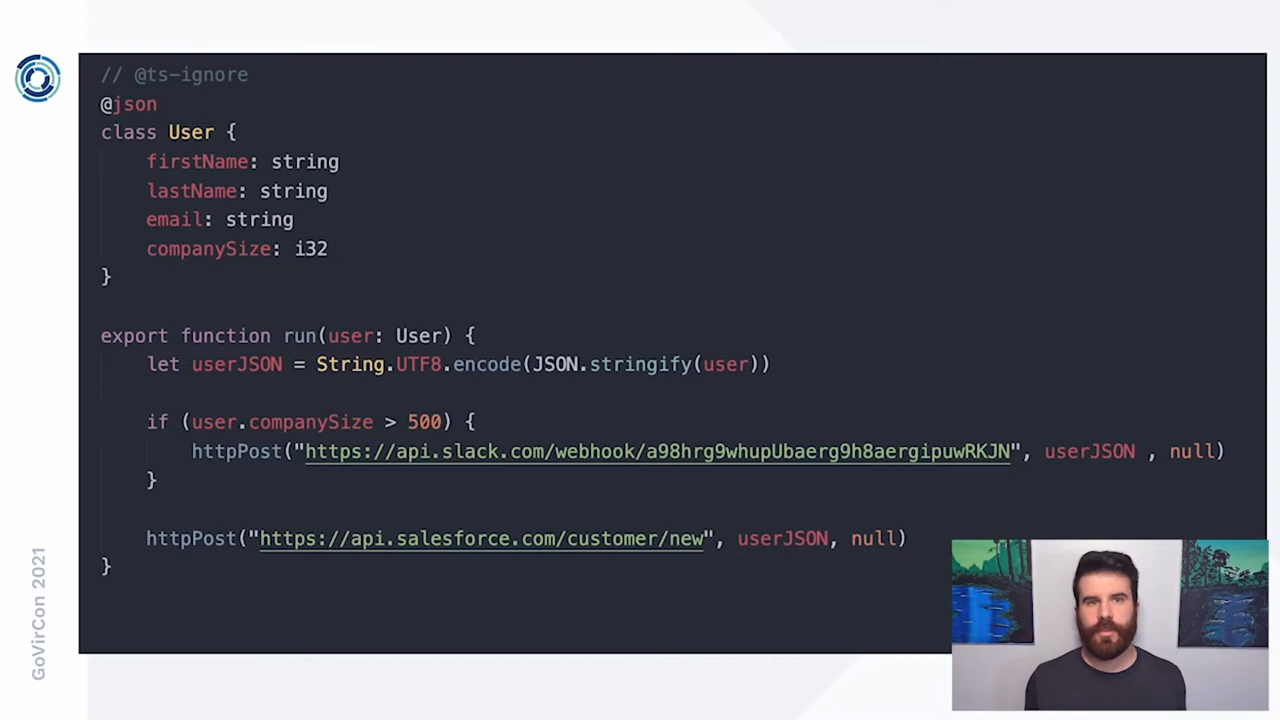 // @ts-ignore
@json
class User {
    firstName: string
    lastName: string
    email: string
    companySize: i32
}
export function run(user: User) {
    let userJSON = String.UTF8.encode(JSON.stringify(user))
    if (user.companySize > 500) {
        httpPost("https://api.slack.com/webhook/a98hrg9whupUbaerg9h8aergipuwRKJN", userJSON , null)
    }
    httpPost("https://api.salesforce.com/customer/new", userJSON, null)
}
GoVirCon 2021